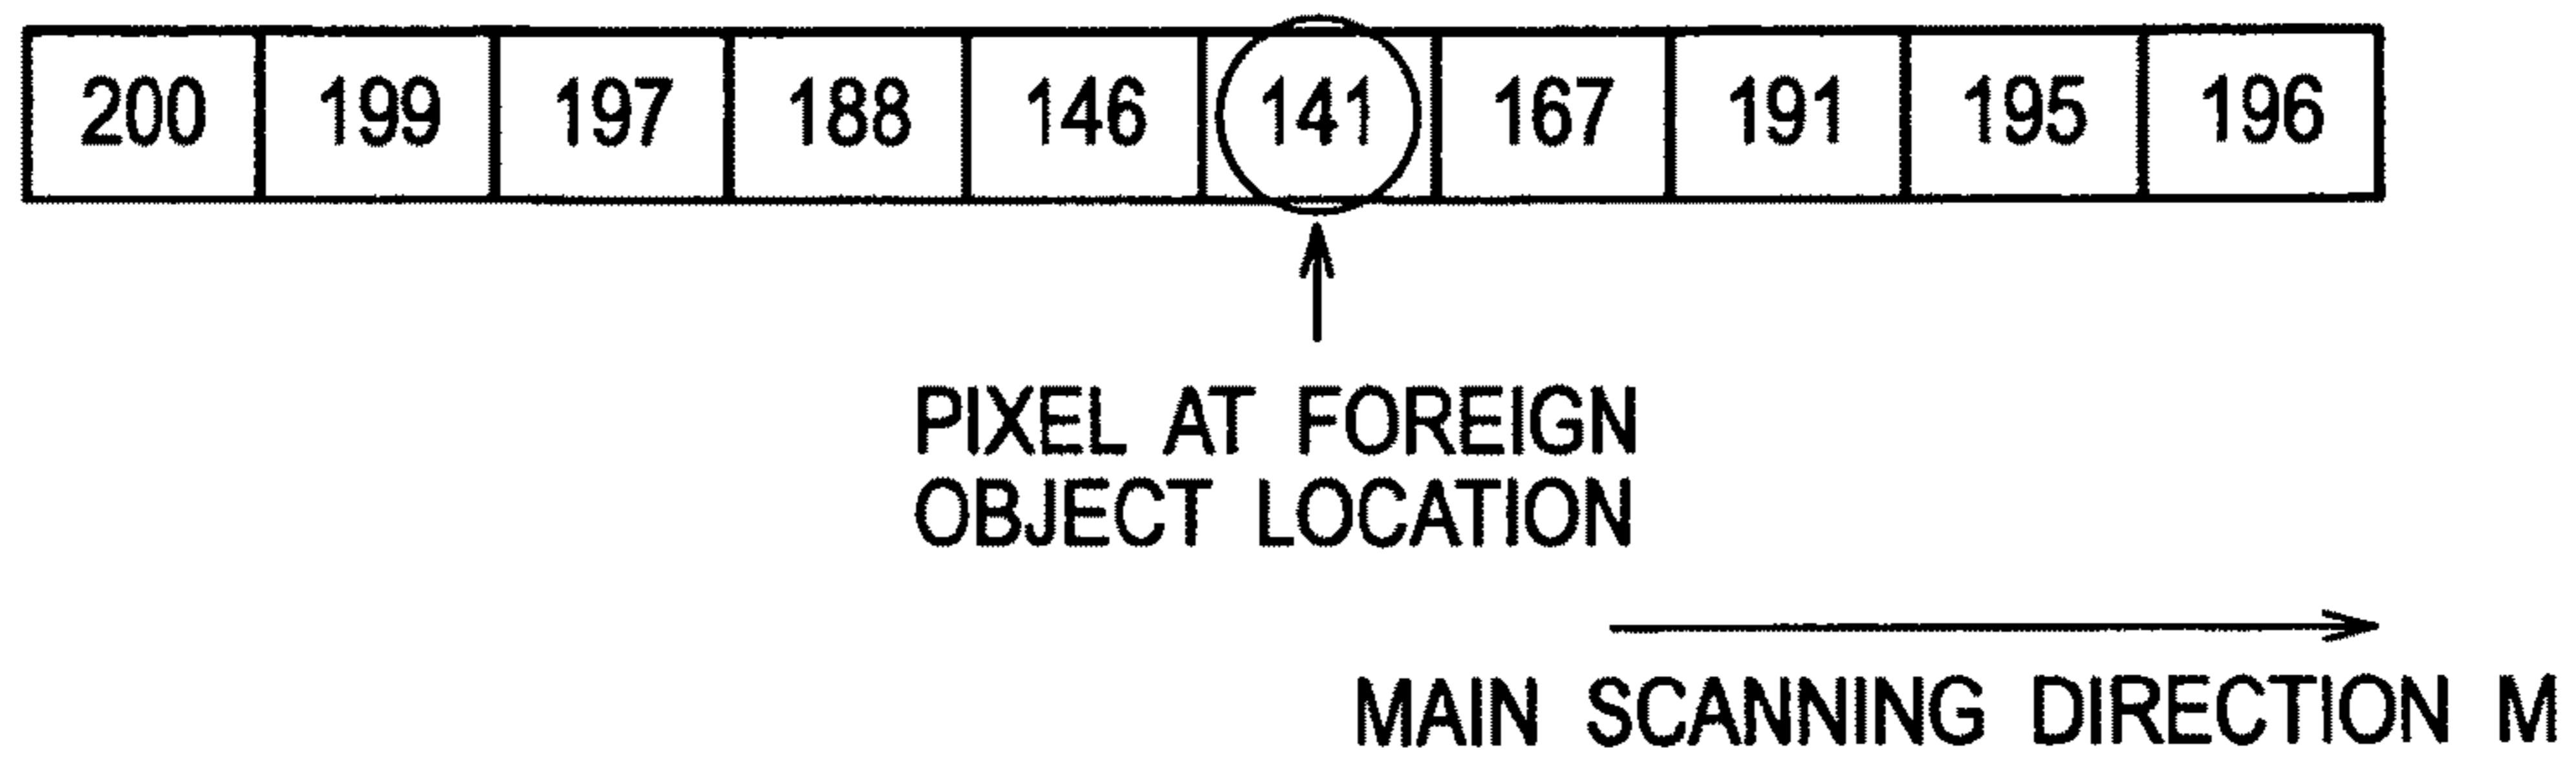 200 199 197 188 146 141 167 191 195 196
PIXEL AT FOREIGN
OBJECT LOCATION
MAIN SCANNING DIRECTION M